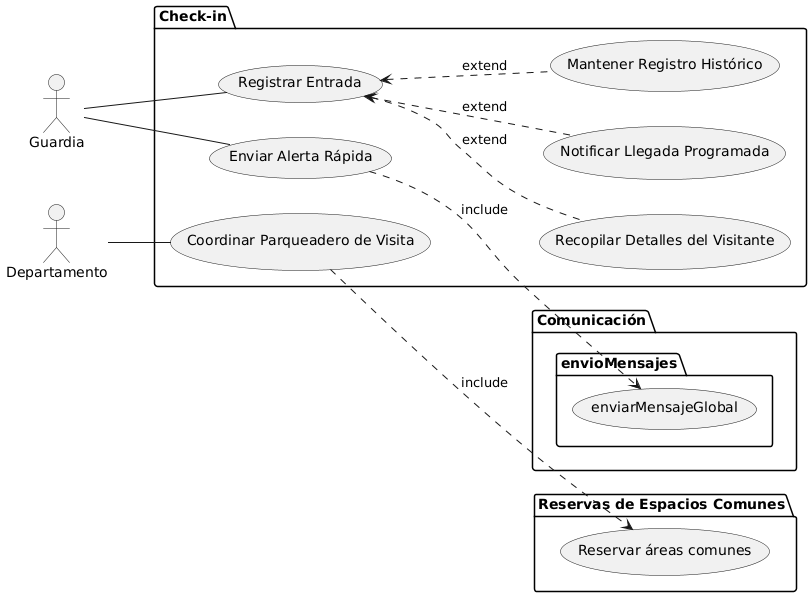 Check-in
Registrar Entrada
extend
Mantener Registro Histórico
extend
Guardia
Notificar Llegada Programada
extend
Enviar Alerta Rápida
include
Coordinar Parqueadero de Visita
Recopilar Detalles del Visitante
Departamento
Comunicación
envioMensajes
include
enviarMensajeGlobal
Reservas de Espacios Comunes
Reservar áreas comunes